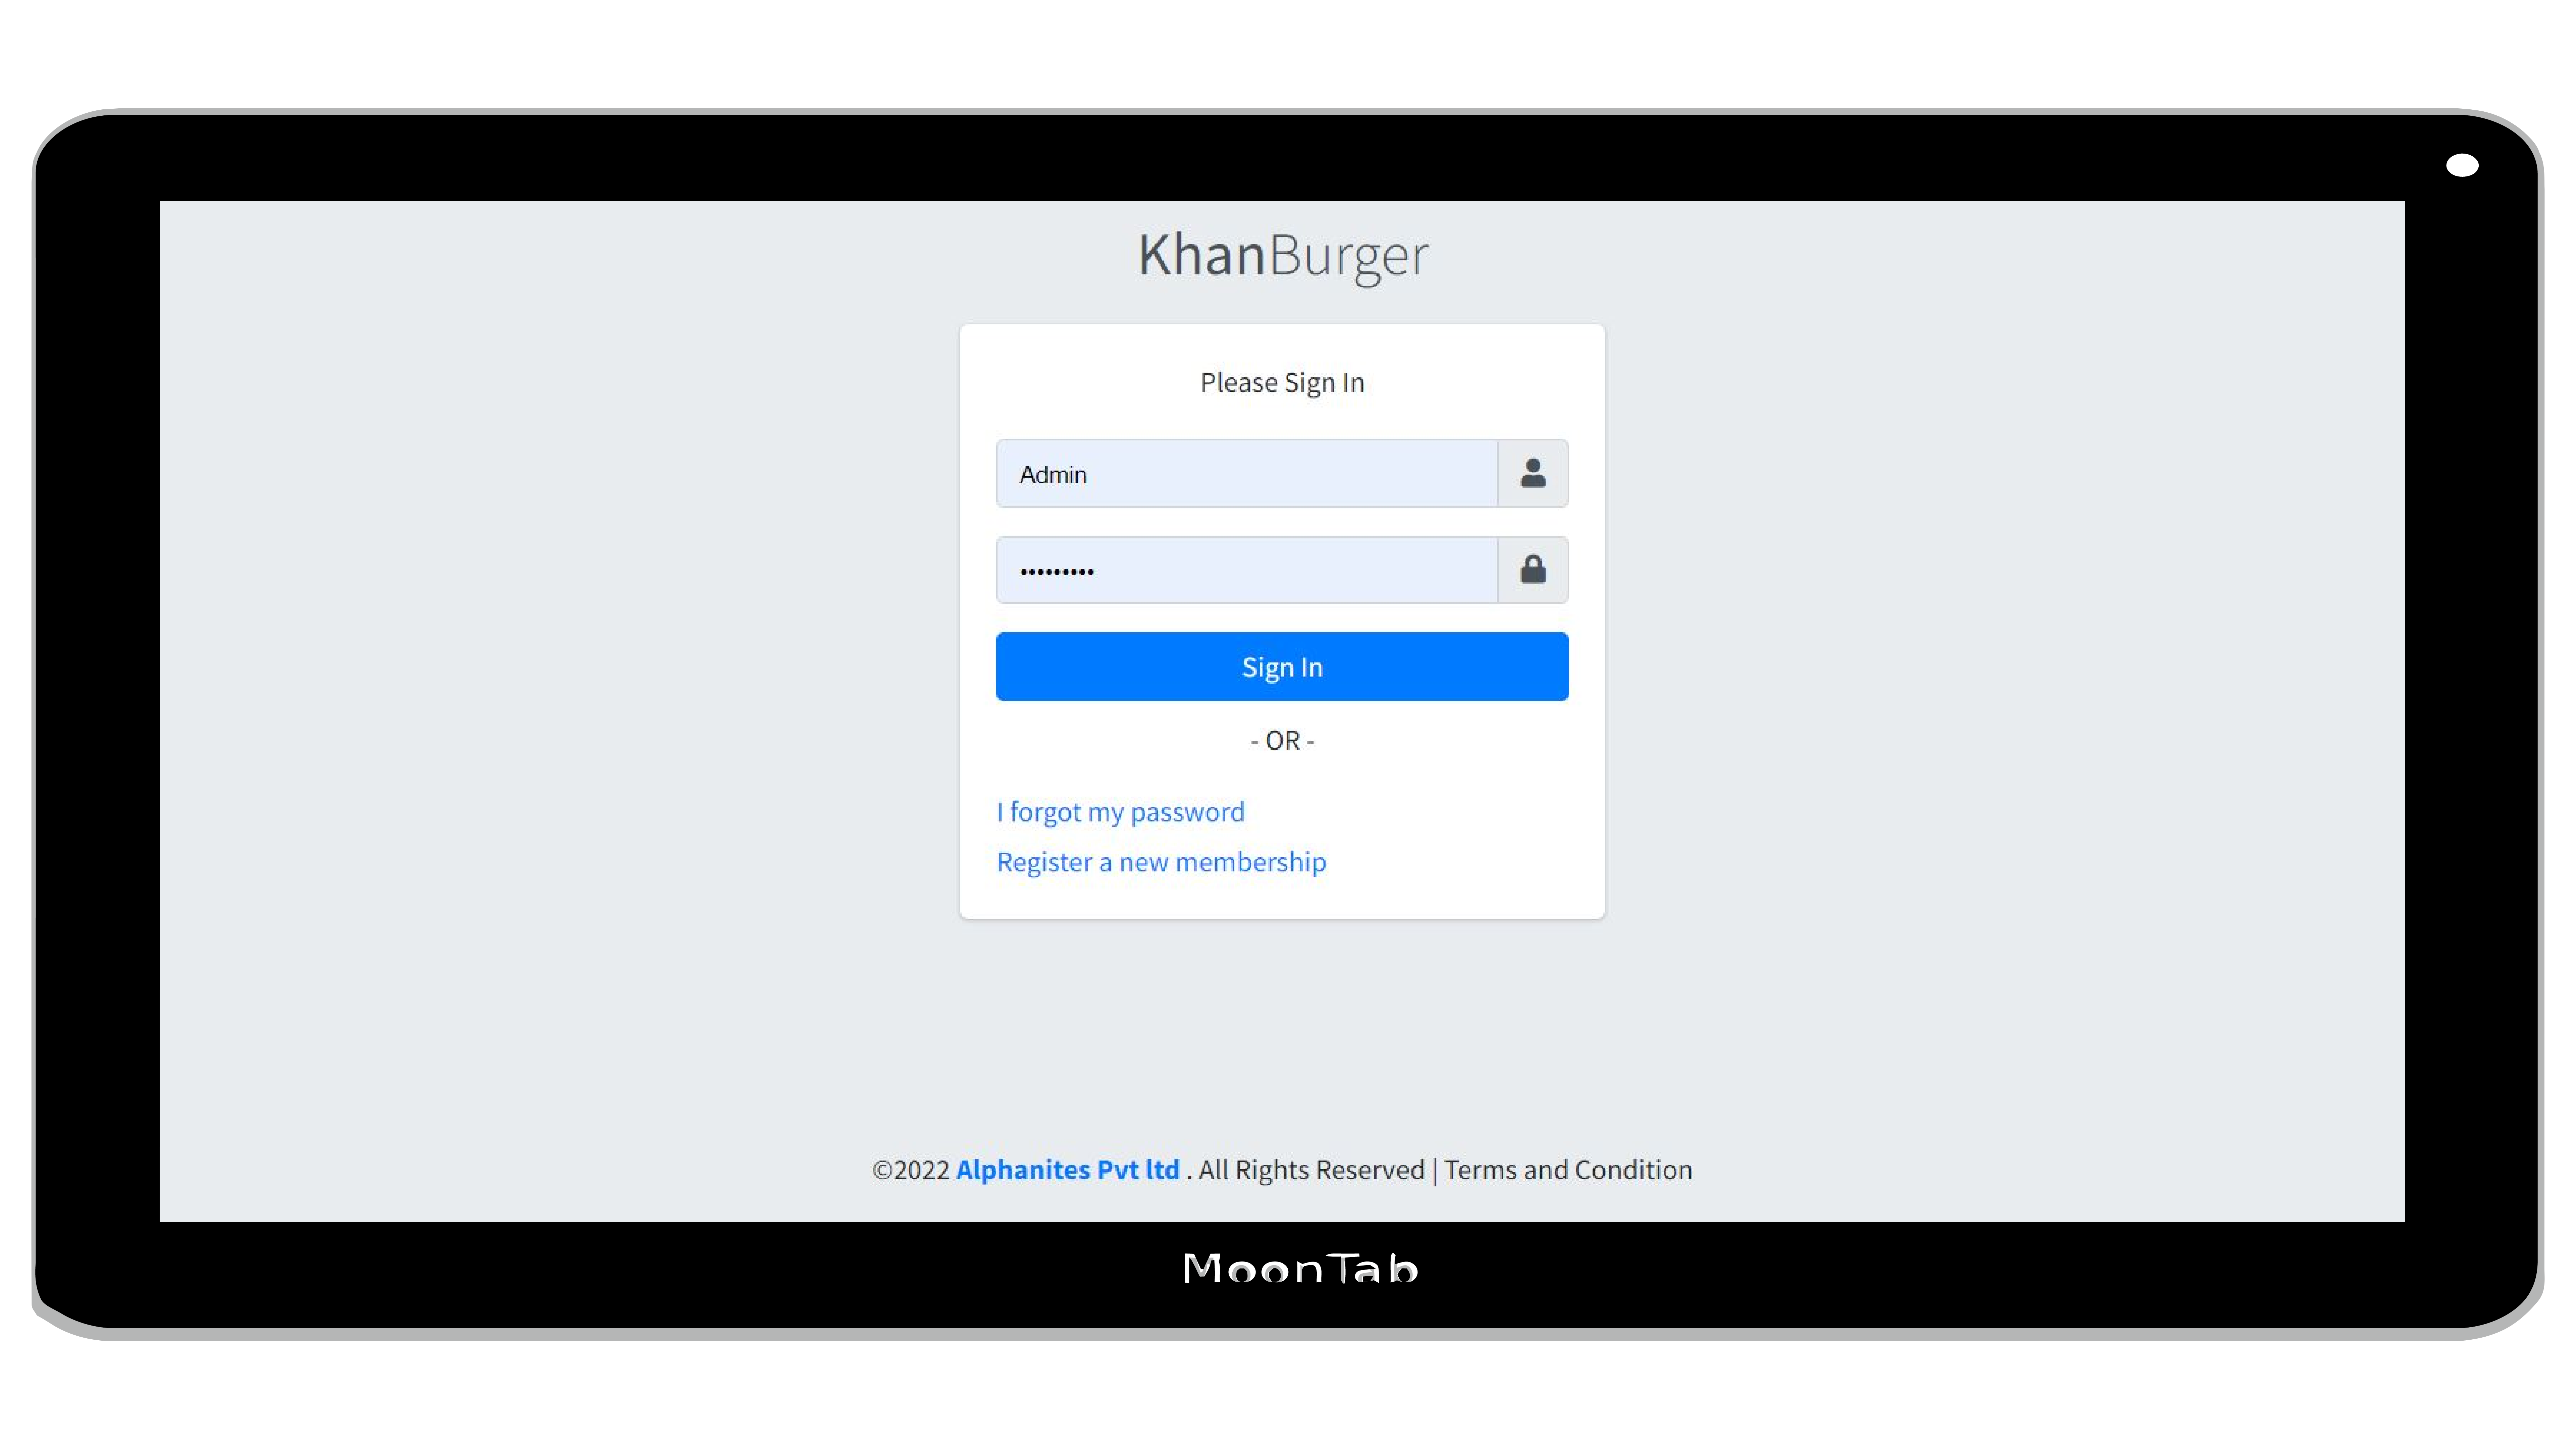 KhanBurger
Please Sign In
Admin
•••••••••
Sign In
- OR -
I forgot my password
Register a new membership
©2022 Alphanites Pvt ltd . All Rights Reserved | Terms and Condition
MoonTab